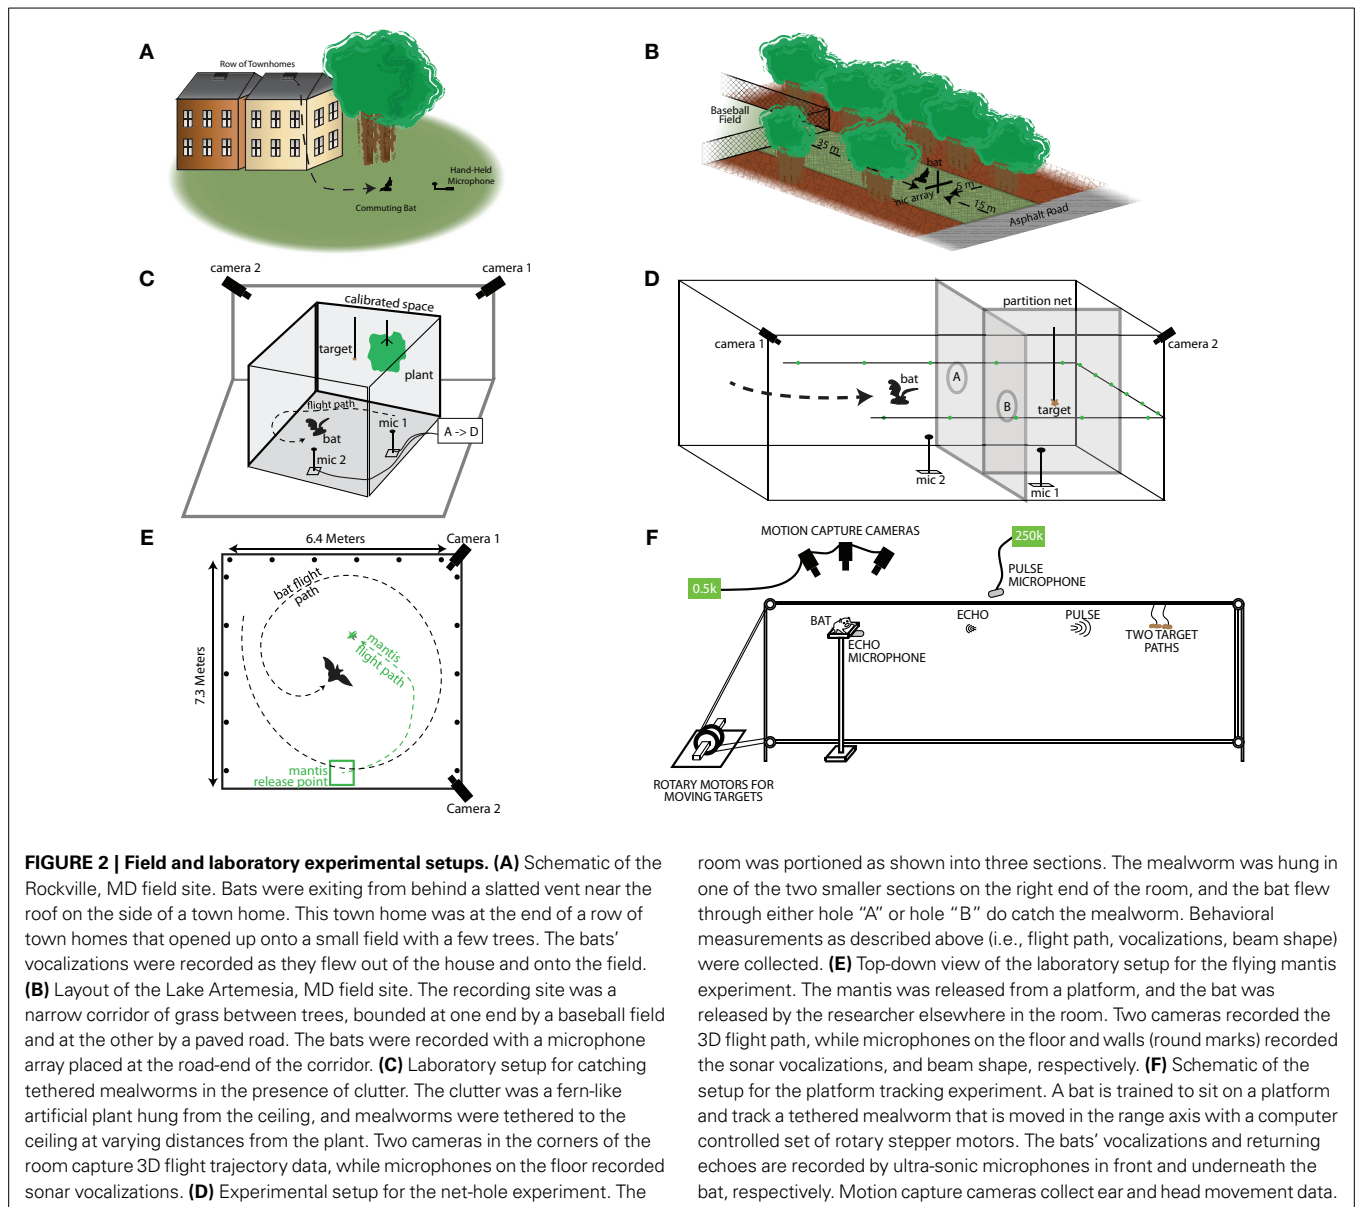 A
Row of Townhomes
Hand-Held
Microphone
Commuting Bat
B
Baseball
Field
35 m
bat
mic array
5 m
15 m
Asphalt Road
C
camera 2
camera 1
calibrated space
target
plant
flight path
mic 1
bat
A -> D
mic 2
D
partition net
camera 1
camera 2
bat
A
B
target
mic 2
mic 1
E
6.4 Meters
Camera 1
bat flight
path
mantis
flight path
7.3 Meters
mantis
release point
Camera 2
F
MOTION CAPTURE CAMERAS
250k
0.5k
PULSE
MICROPHONE
BAT
ECHO
PULSE
ECHO
MICROPHONE
TWO TARGET
PATHS
ROTARY MOTORS FOR
MOVING TARGETS
FIGURE 2 | Field and laboratory experimental setups. (A) Schematic of the
Rockville, MD field site. Bats were exiting from behind a slatted vent near the
roof on the side of a town home. This town home was at the end of a row of
town homes that opened up onto a small field with a few trees. The bats'
vocalizations were recorded as they flew out of the house and onto the field.
(B) Layout of the Lake Artemesia, MD field site. The recording site was a
narrow corridor of grass between trees, bounded at one end by a baseball field
and at the other by a paved road. The bats were recorded with a microphone
array placed at the road-end of the corridor. (C) Laboratory setup for catching
tethered mealworms in the presence of clutter. The clutter was a fern-like
artificial plant hung from the ceiling, and mealworms were tethered to the
ceiling at varying distances from the plant. Two cameras in the corners of the
room capture 3D flight trajectory data, while microphones on the floor recorded
sonar vocalizations. (D) Experimental setup for the net-hole experiment. The
room was portioned as shown into three sections. The mealworm was hung in
one of the two smaller sections on the right end of the room, and the bat flew
through either hole "A" or hole "B" do catch the mealworm. Behavioral
measurements as described above (i.e., flight path, vocalizations, beam shape)
were collected. (E) Top-down view of the laboratory setup for the flying mantis
experiment. The mantis was released from a platform, and the bat was
released by the researcher elsewhere in the room. Two cameras recorded the
3D flight path, while microphones on the floor and walls (round marks) recorded
the sonar vocalizations, and beam shape, respectively. (F) Schematic of the
setup for the platform tracking experiment. A bat is trained to sit on a platform
and track a tethered mealworm that is moved in the range axis with a computer
controlled set of rotary stepper motors. The bats' vocalizations and returning
echoes are recorded by ultra-sonic microphones in front and underneath the
bat, respectively. Motion capture cameras collect ear and head movement data.